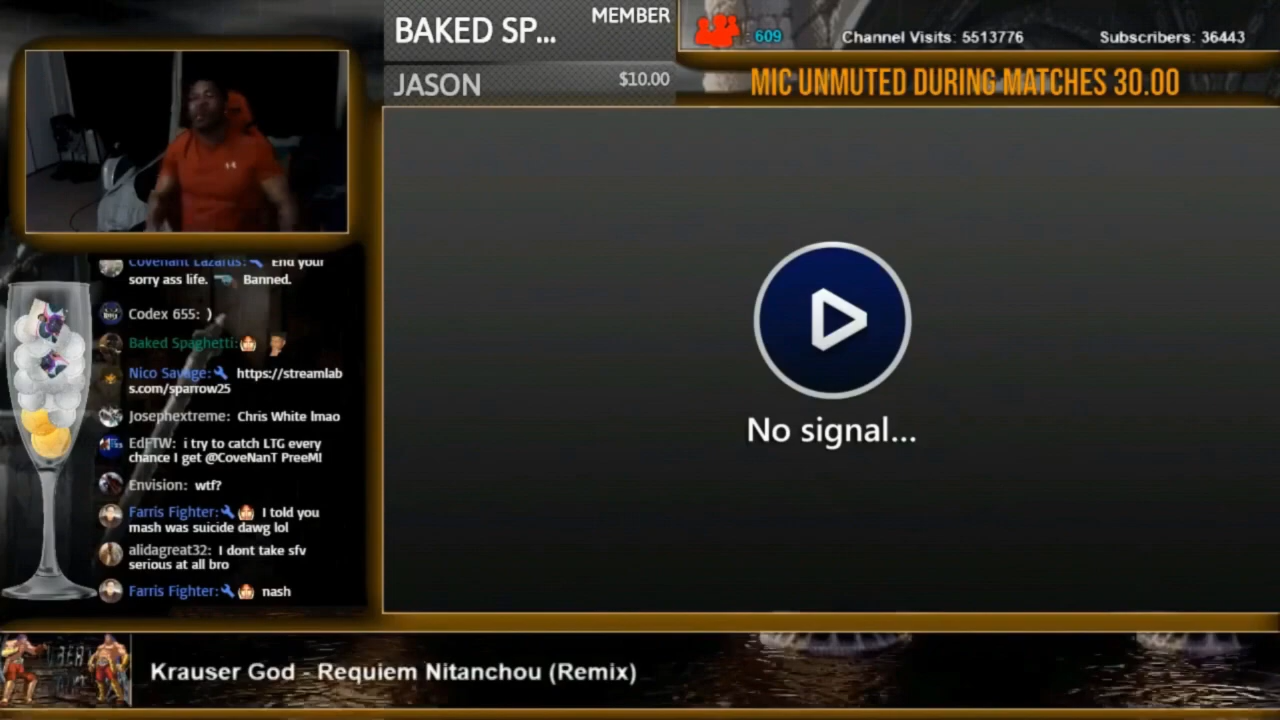 BAKED SP...
MEMBER
JASON
$10.00
: 609
Channel Visits: 5513776
Subscribers: 36443
MIC UNMUTED DURING MATCHES 30.00
Covenant Lazarus: End your
sorry ass life. Banned.
Codex 655: )
Baked Spaghetti:
Nico Savage: https://streamlab
s.com/sparrow25
Josephextreme: Chris White lmao
EdFTW: i try to catch LTG every
chance I get @CoveNanT PreeM!
Envision: wtf?
Farris Fighter: I told you
mash was suicide dawg lol
alidagreat32: I dont take sfv
serious at all bro
Farris Fighter: nash
No signal...
Krauser God - Requiem Nitanchou (Remix)